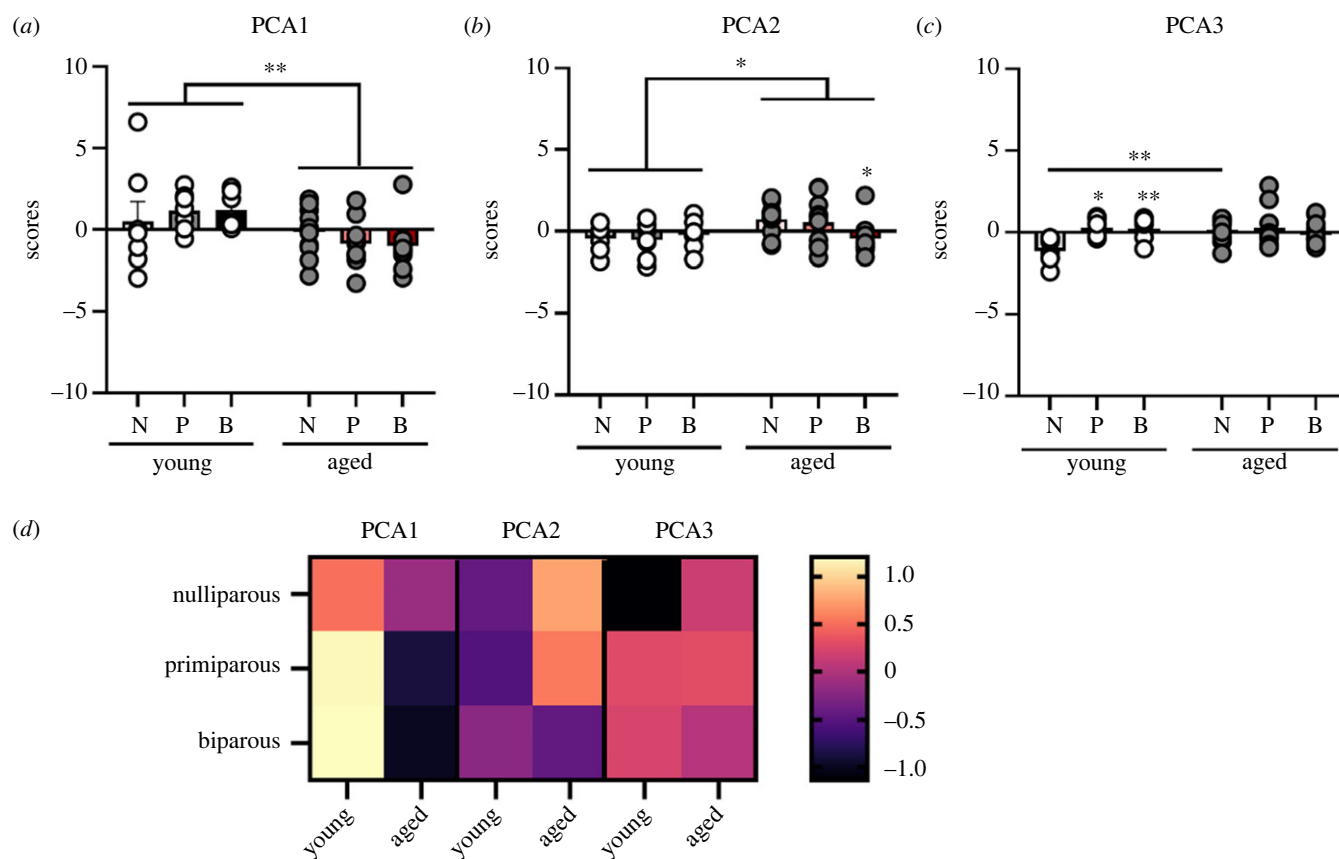 (a) PCA1
10
5
0
–5
–10
scores
**
N P B N P B
young aged
(b) PCA2
10
5
0
–5
–10
scores
*
*
N P B N P B
young aged
(c) PCA3
10
5
0
–5
–10
scores
**
* **
N P B N P B
young aged
(d) PCA1 PCA2 PCA3
nulliparous
primiparous
biparous
young aged young aged young aged
1.0
0.5
0
–0.5
–1.0